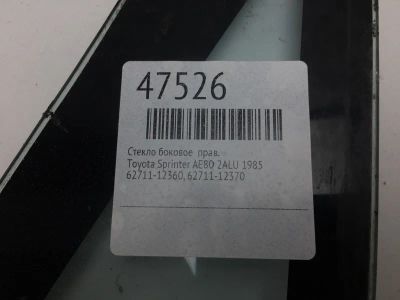 47526
Стекло боковое прав.
Toyota Sprinter AE80 2ALU 1985
62711-12360, 62711-12370